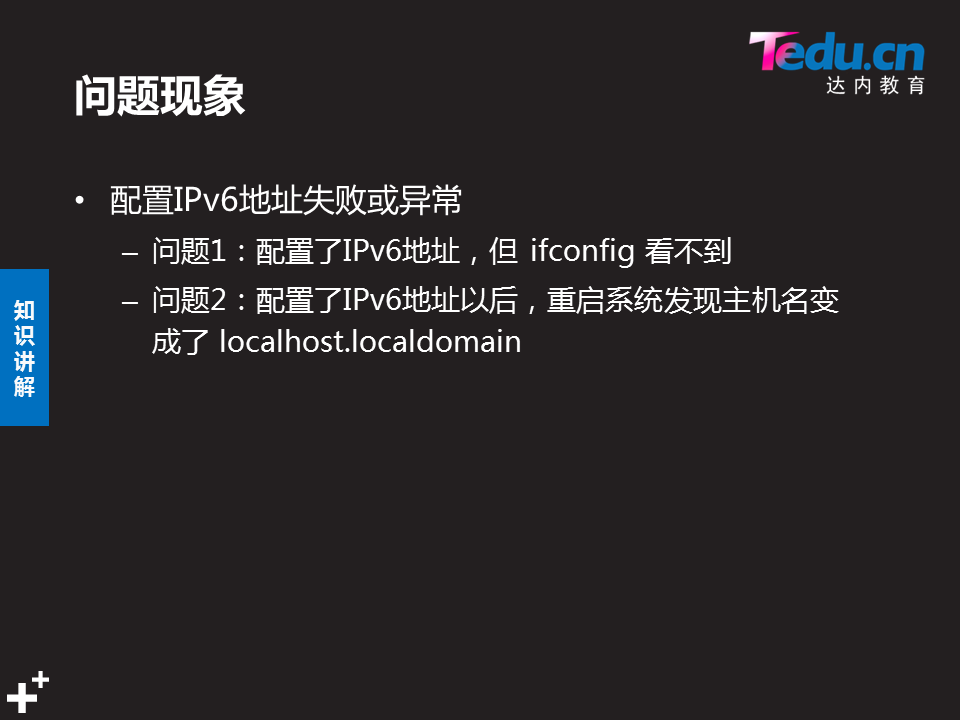 Tedu.cn
达内教育
问题现象
• 配置IPv6地址失败或异常
– 问题1：配置了IPv6地址，但 ifconfig 看不到
– 问题2：配置了IPv6地址以后，重启系统发现主机名变
成了 localhost.localdomain
知
识
讲
解